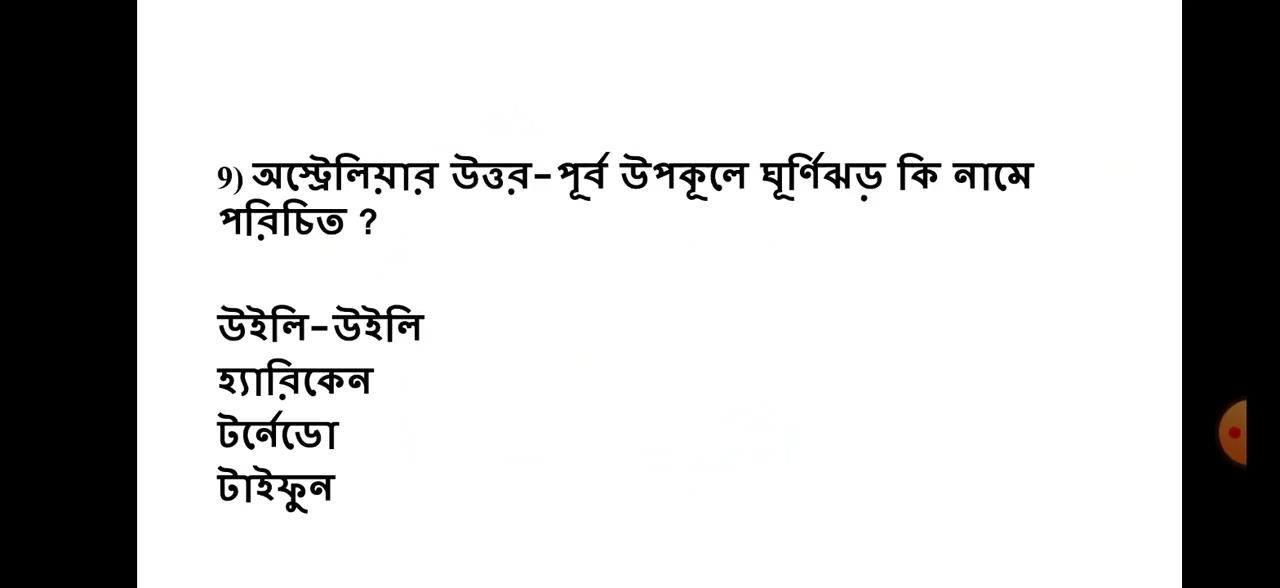 9) অস্ট্রেলিয়ার উত্তর-পূর্ব উপকূলে ঘূর্ণিঝড় কি নামে
পরিচিত ?
উইলি-উইলি
হ্যারিকেন
টর্নেডো
টাইফুন